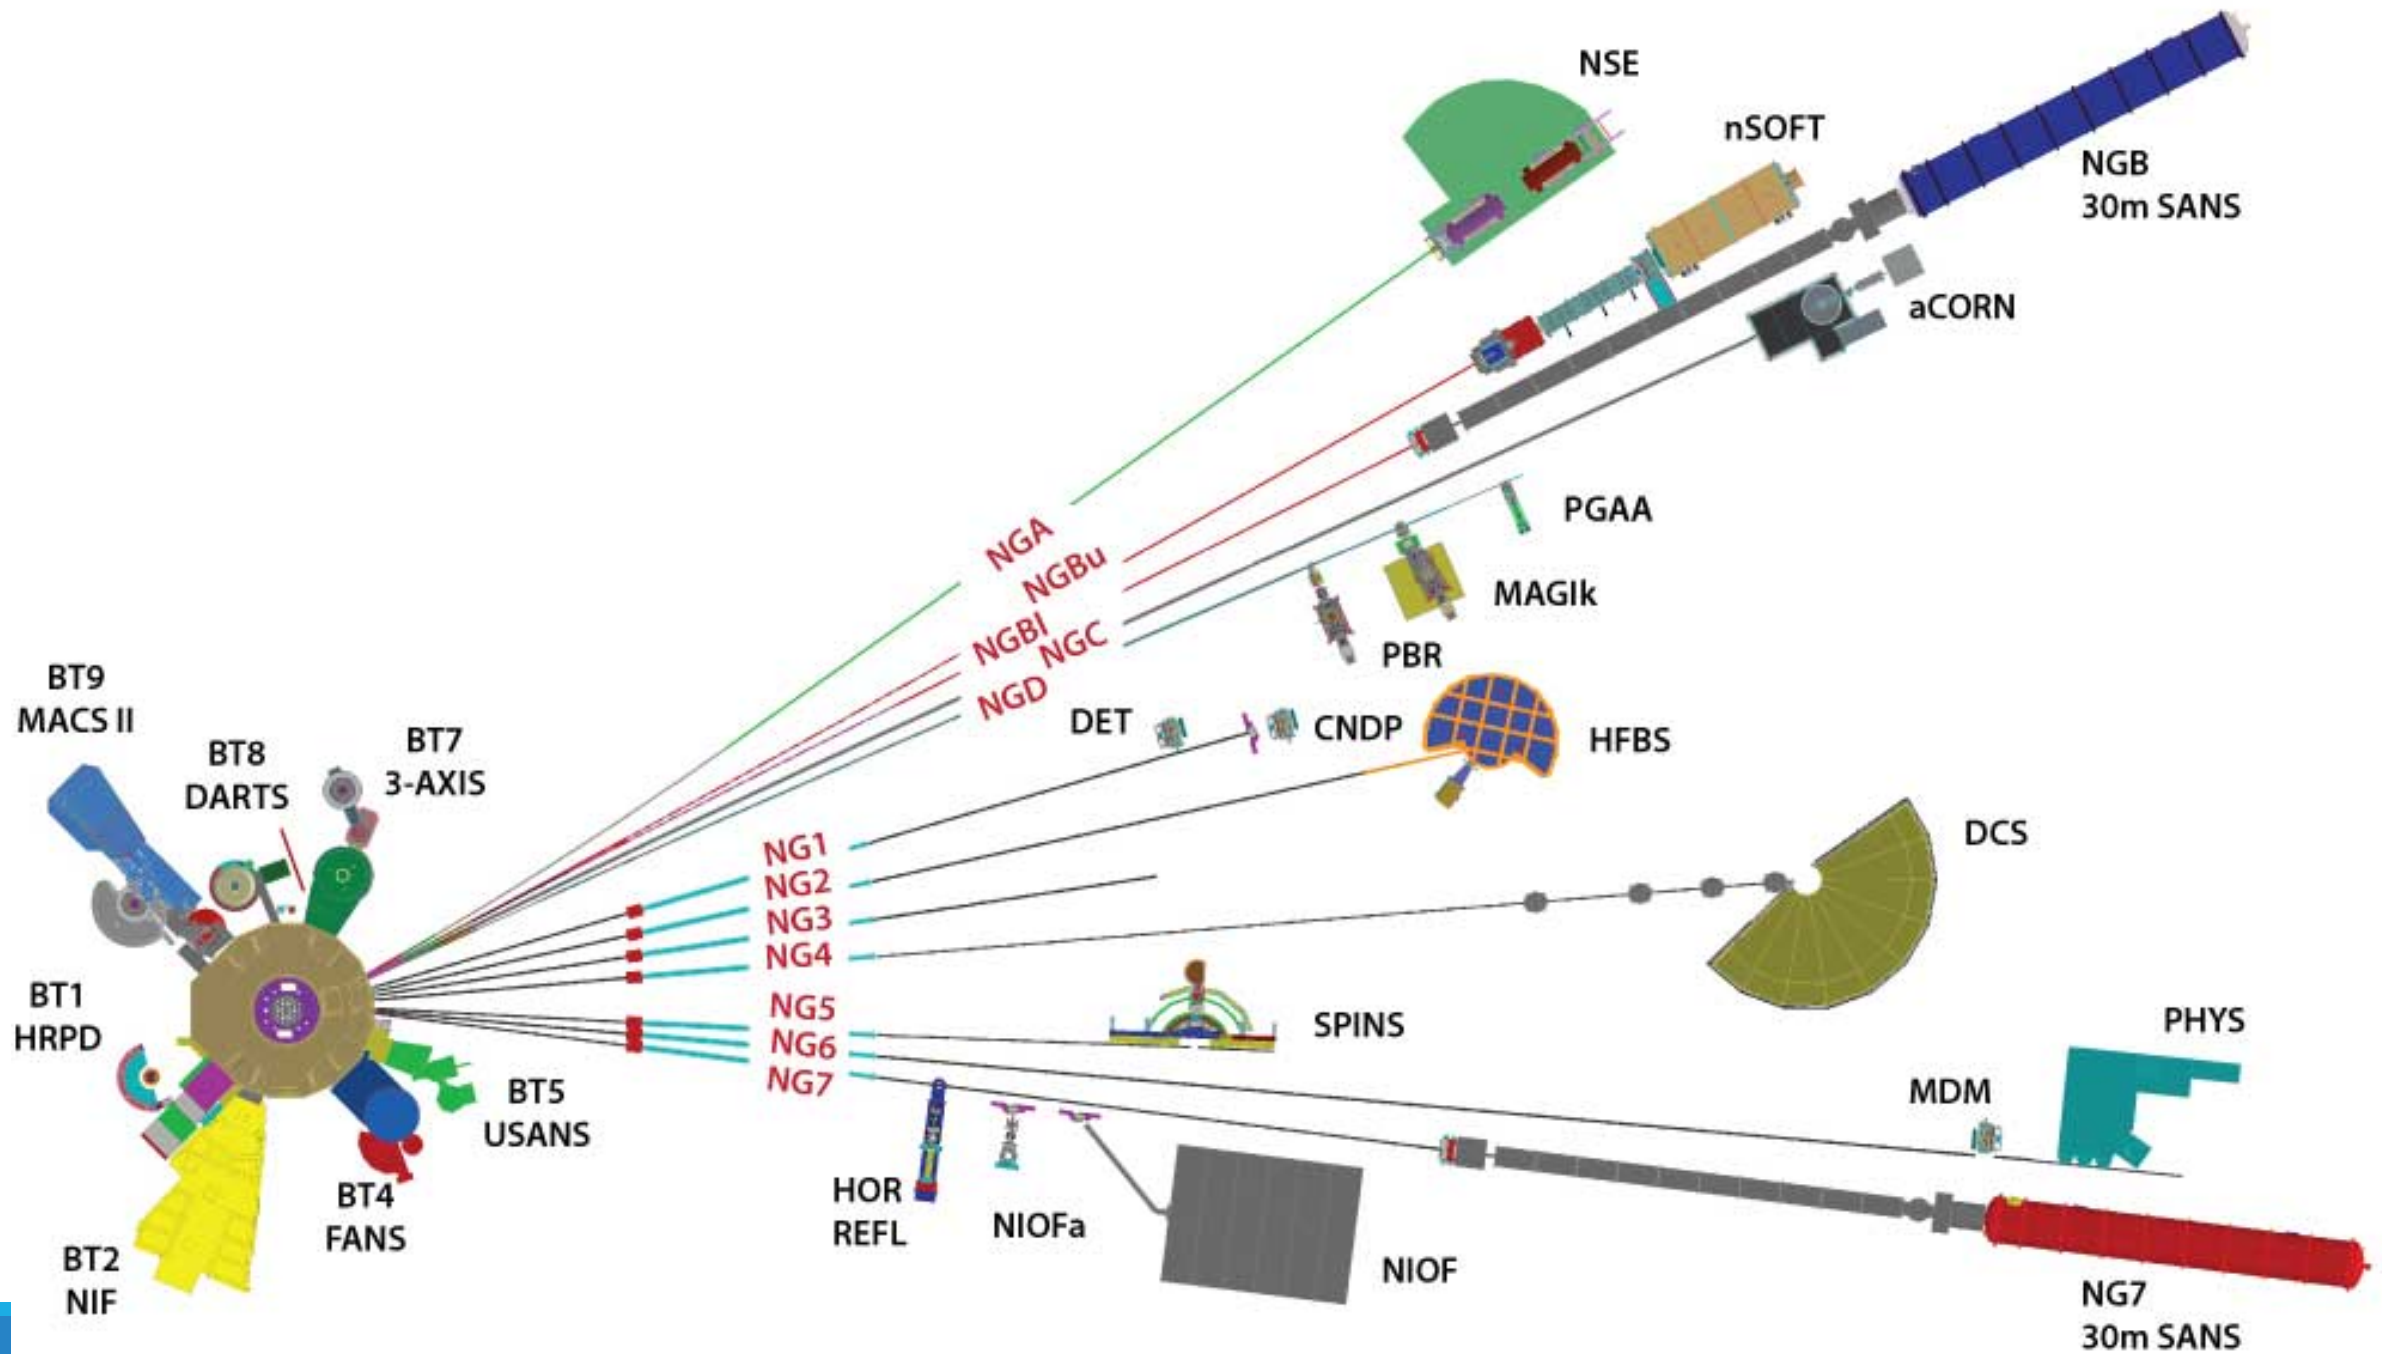 NSE
nSOFT
NGB
30m SANS
aCORN
PGAA
NGA
NGBu
MAGIk
NGBl
NGC
PBR
NGD
BT9
MACS II
DET
CNDP
HFBS
BT8
DARTS
BT7
3-AXIS
DCS
NG1
NG2
NG3
NG4
BT1
HRPD
NG5
NG6
NG7
SPINS
PHYS
MDM
BT5
USANS
HOR
REFL
NIOFa
BT4
FANS
NIOF
BT2
NIF
NG7
30m SANS